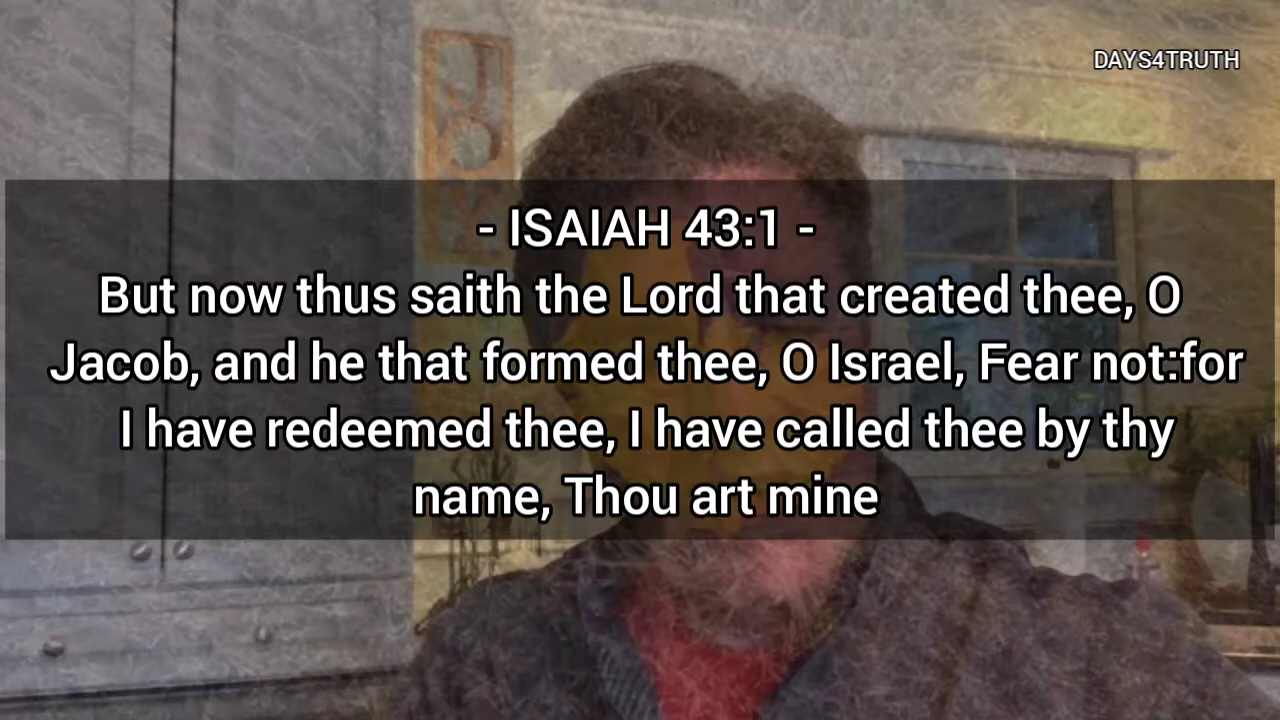 JOY
DAYS4TRUTH
- ISAIAH 43:1 -
But now thus saith the Lord that created thee, O
Jacob, and he that formed thee, O Israel, Fear not:for
I have redeemed thee, I have called thee by thy
name, Thou art mine